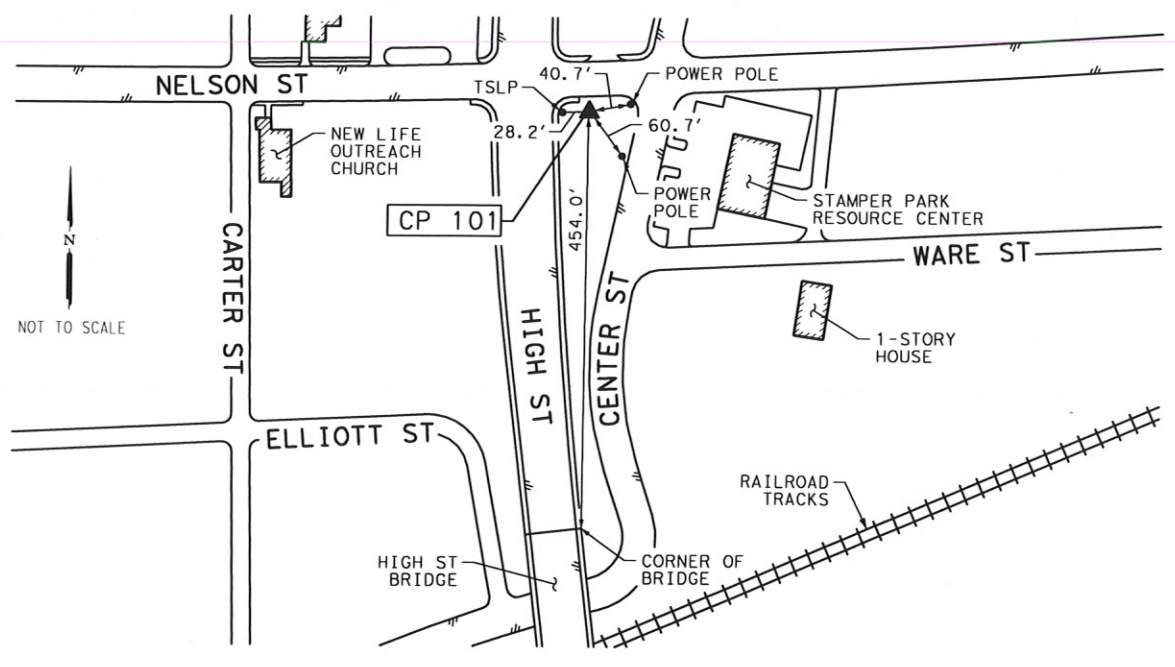 NELSON ST
TSLP
40.7'
POWER POLE
28.2'
60.7'
NEW LIFE
OUTREACH
CHURCH
POWER
POLE
STAMPER PARK
RESOURCE CENTER
CP 101
454.0'
CARTER ST
N
NOT TO SCALE
WARE ST
HIGH ST
CENTER ST
1-STORY
HOUSE
ELLIOTT ST
RAILROAD
TRACKS
HIGH ST
BRIDGE
CORNER OF
BRIDGE